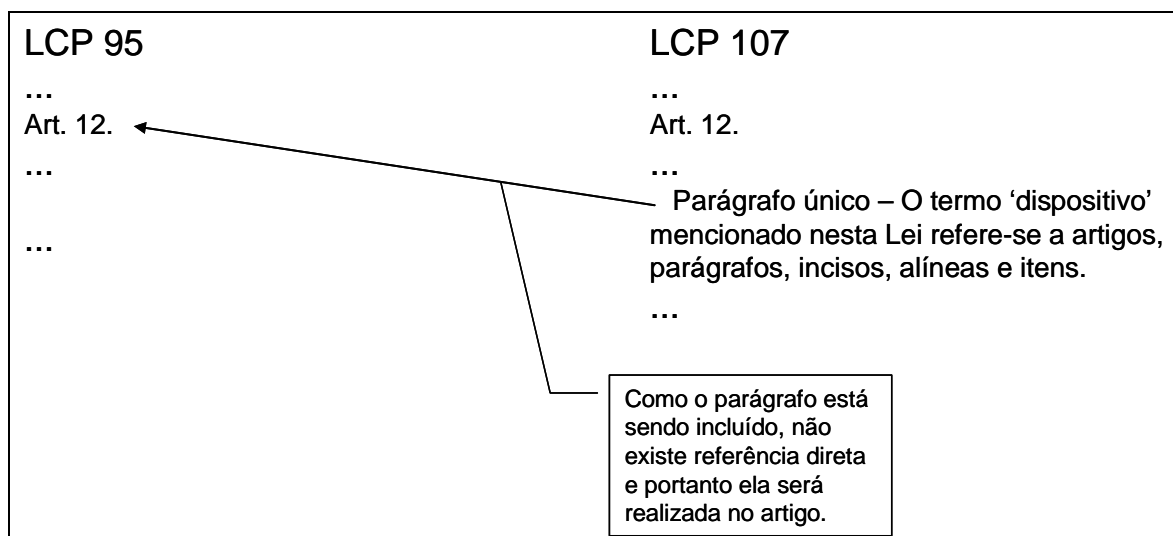 LCP 95
...
Art. 12.
...
...
LCP 107
...
Art. 12.
...
Parágrafo único – O termo ‘dispositivo’
mencionado nesta Lei refere-se a artigos,
parágrafos, incisos, alíneas e itens.
...
Como o parágrafo está
sendo incluído, não
existe referência direta
e portanto ela será
realizada no artigo.